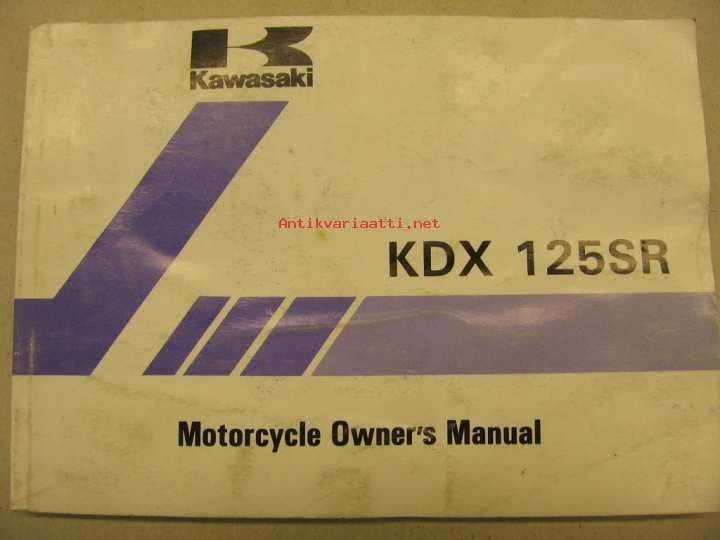 Kawasaki
Antikvariaatti.net
KDX 125SR
Motorcycle Owner's Manual